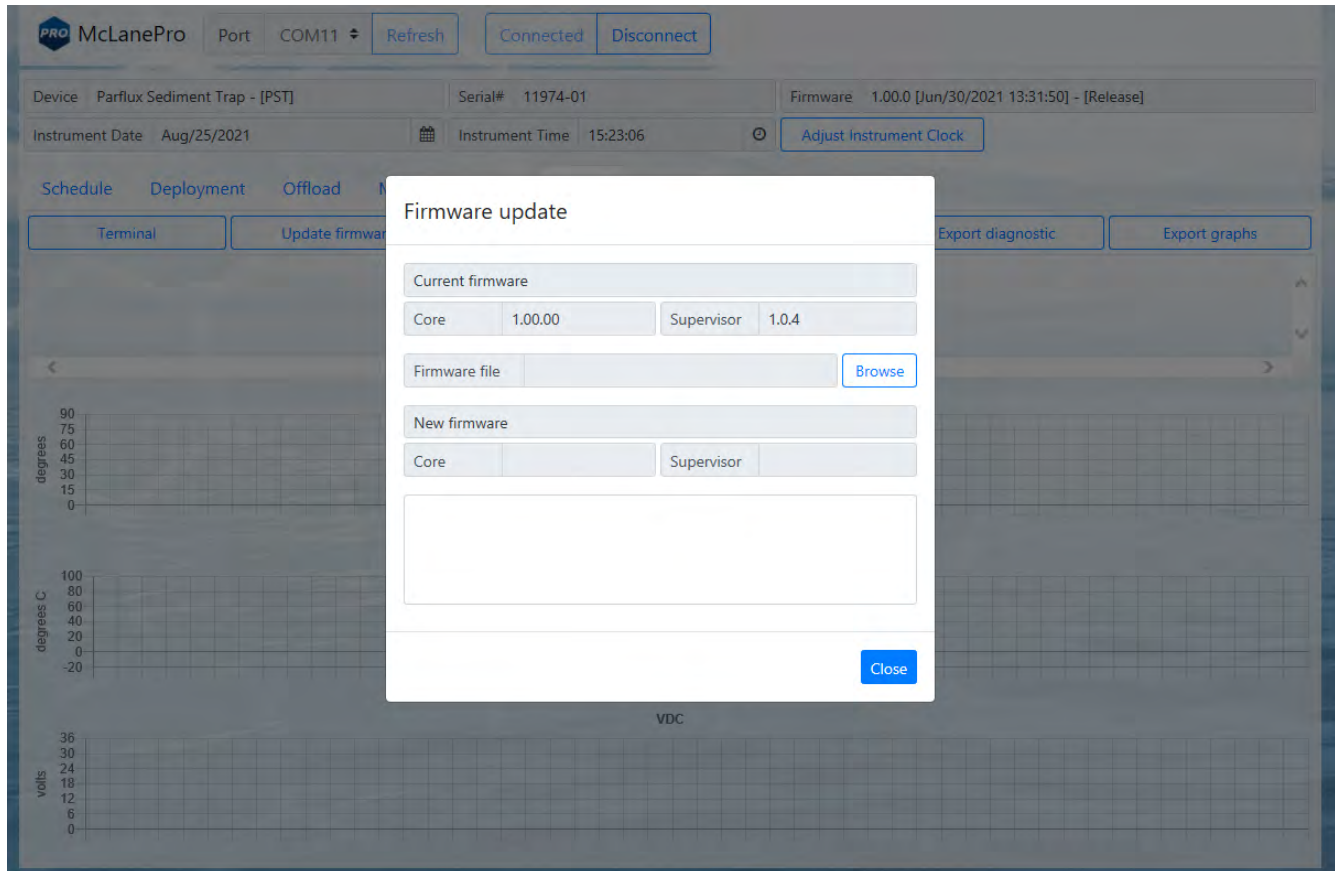 PRO McLanePro Port COM11 Refresh Connected Disconnect
Device Parflux Sediment Trap - [PST] Serial# 11974-01 Firmware 1.00.0 [Jun/30/2021 13:31:50] - [Release]
Instrument Date Aug/25/2021 Instrument Time 15:23:06 Adjust Instrument Clock
Schedule Deployment Offload
Terminal Update firmwar Export diagnostic Export graphs
Firmware update
Current firmware
Core 1.00.00 Supervisor 1.0.4
Firmware file Browse
New firmware
Core Supervisor
Close
degrees
90
75
60
45
30
15
0
degrees C
100
80
60
40
20
0
-20
VDC
volts
36
30
24
18
12
6
0